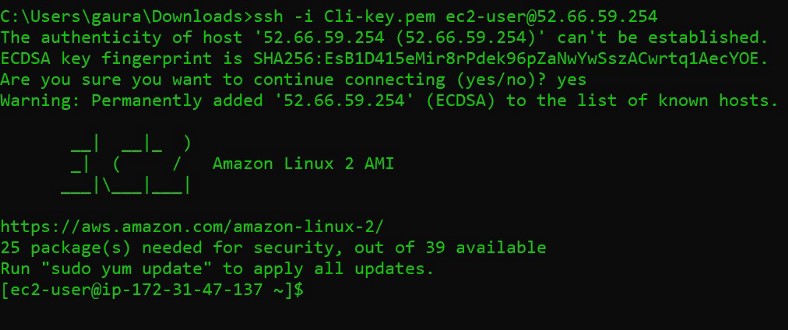 C:\Users\gaura\Downloads>ssh -i Cli-key.pem ec2-user@52.66.59.254
The authenticity of host '52.66.59.254 (52.66.59.254)' can't be established.
ECDSA key fingerprint is SHA256:EsB1D415eMir8rPdek96pZaNwYwSszACwrtq1AecYOE.
Are you sure you want to continue connecting (yes/no)? yes
Warning: Permanently added '52.66.59.254' (ECDSA) to the list of known hosts.

       __|  __|_  )
       _|  (     /   Amazon Linux 2 AMI
      ___|\___|___|

https://aws.amazon.com/amazon-linux-2/
25 package(s) needed for security, out of 39 available
Run "sudo yum update" to apply all updates.
[ec2-user@ip-172-31-47-137 ~]$